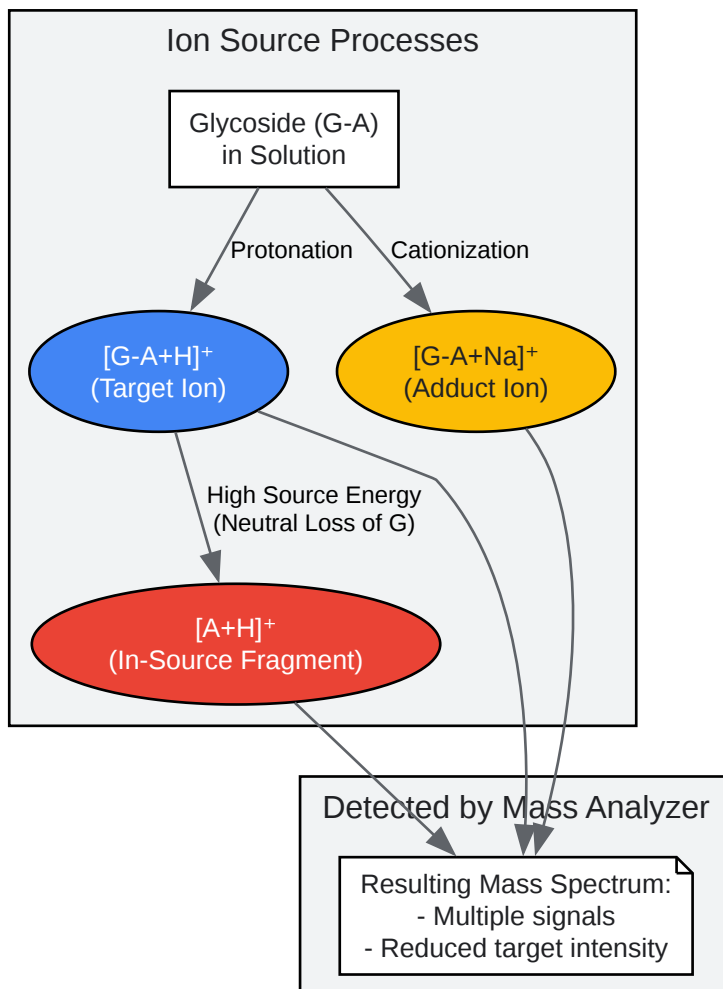 Ion Source Processes
Glycoside (G-A)
in Solution
Protonation
Cationization
[G-A+H]⁺
(Target Ion)
[G-A+Na]⁺
(Adduct Ion)
High Source Energy
(Neutral Loss of G)
[A+H]⁺
(In-Source Fragment)
Detected by Mass Analyzer
Resulting Mass Spectrum:
- Multiple signals
- Reduced target intensity